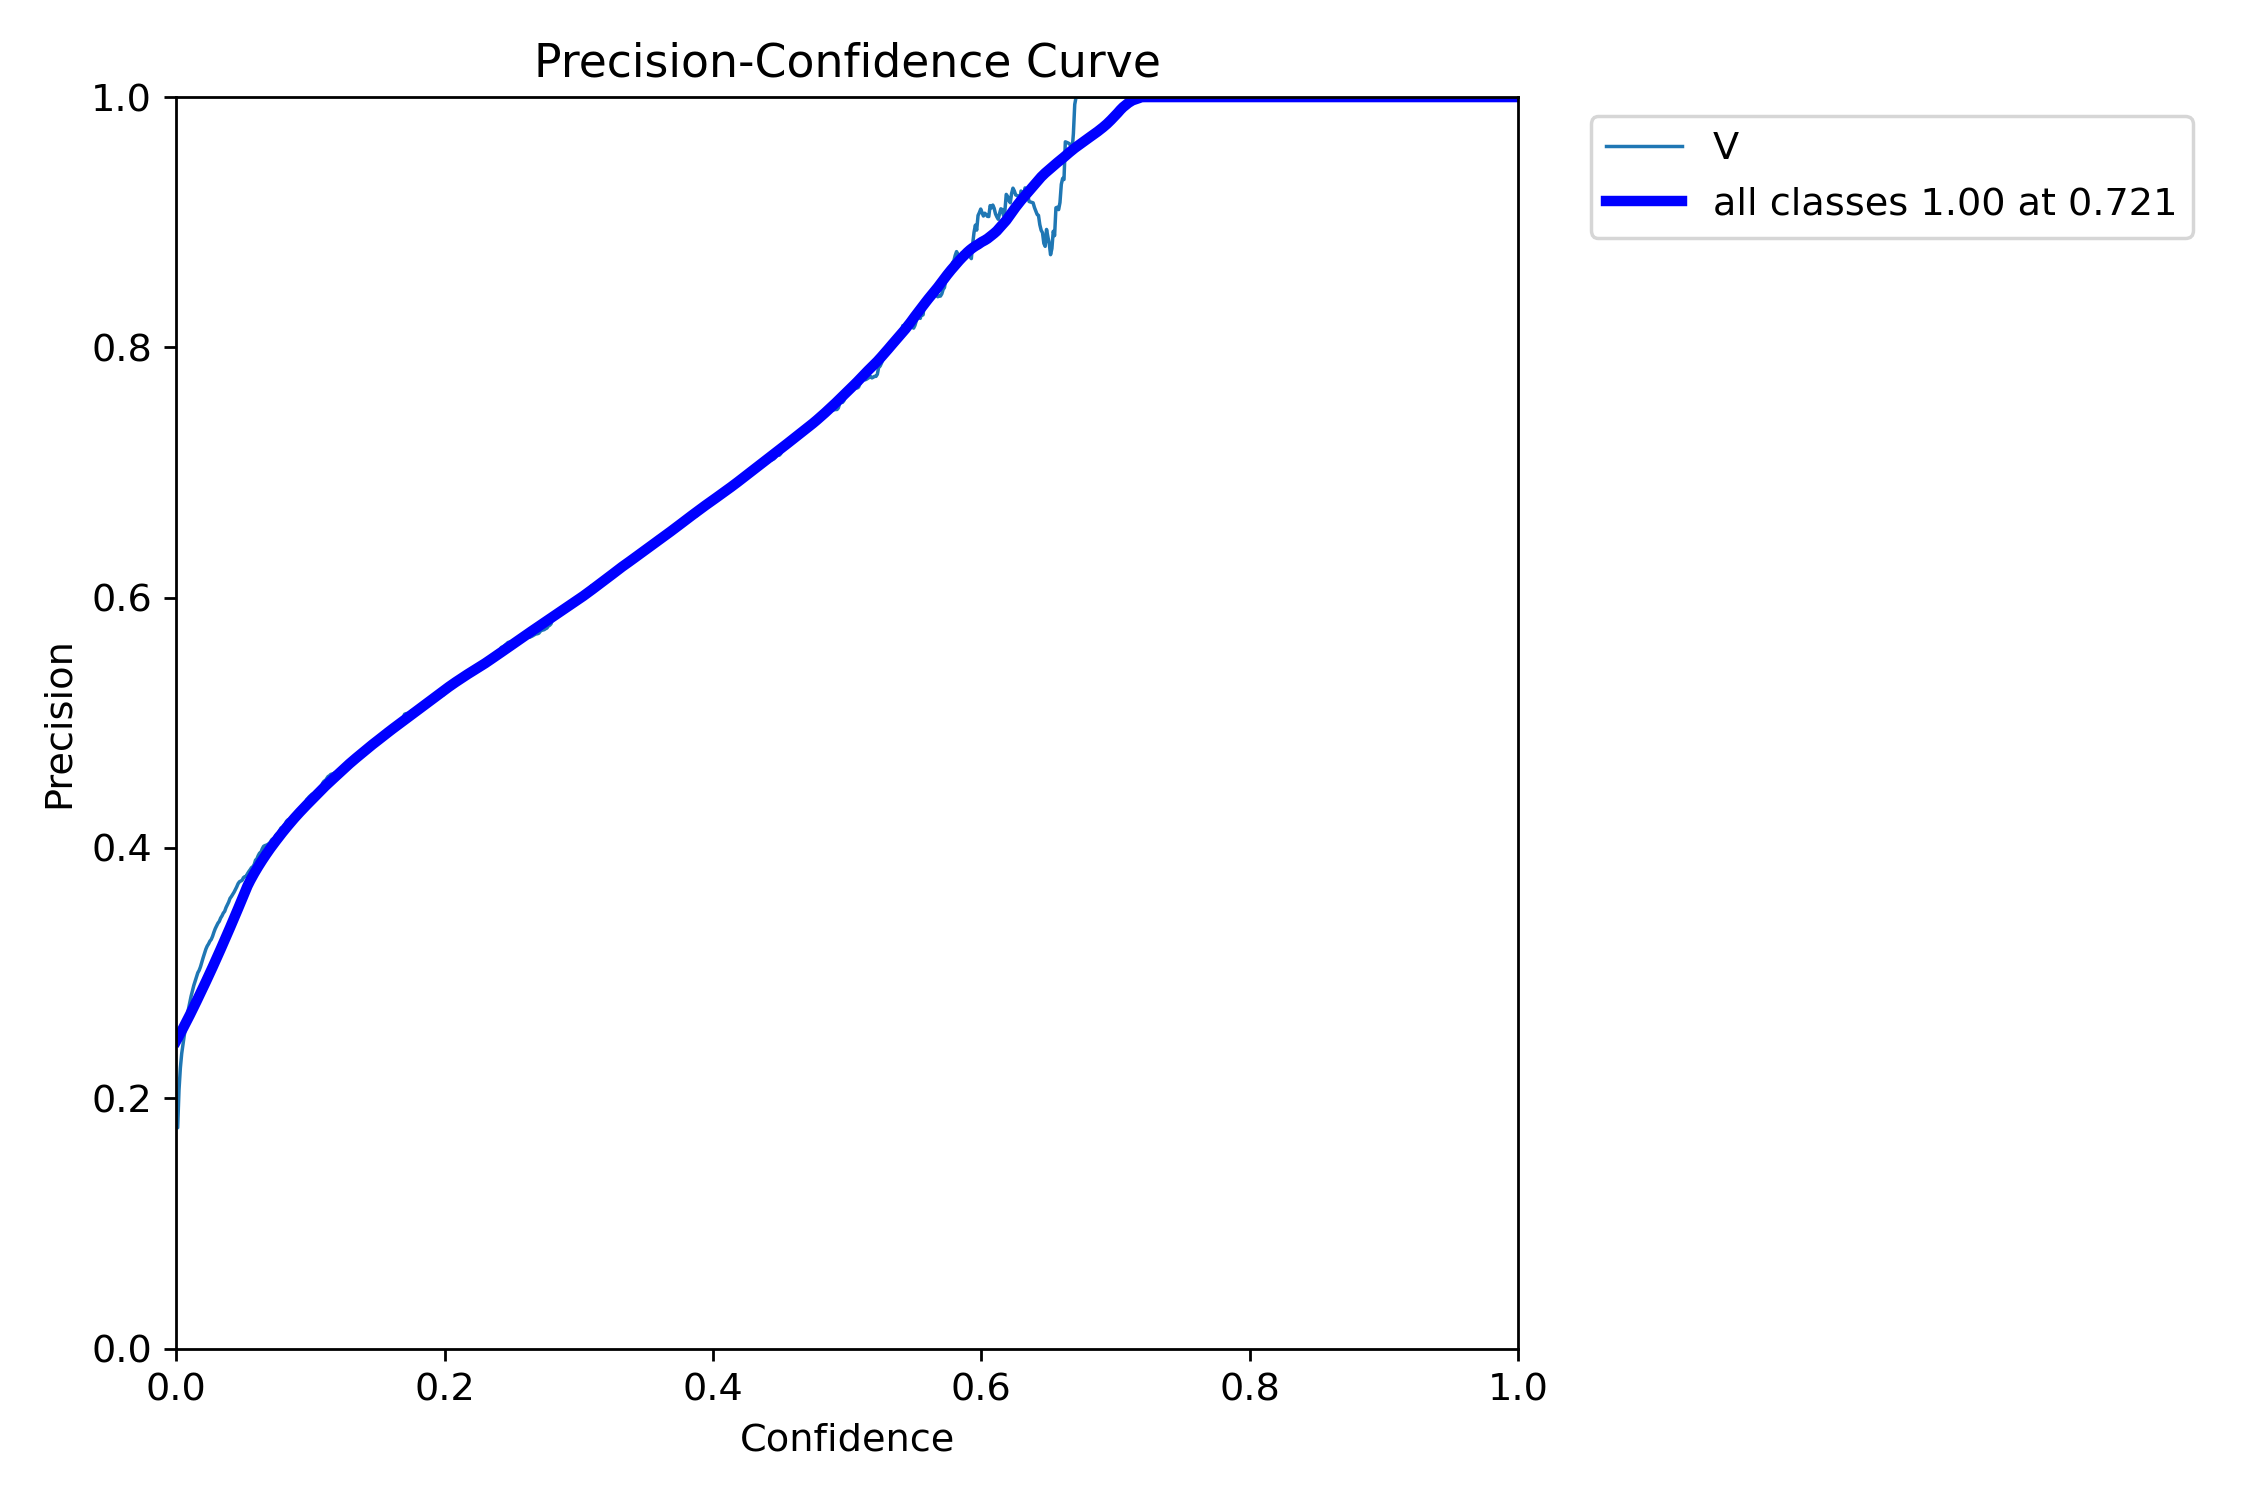 Precision-Confidence Curve
V
all classes 1.00 at 0.721
1.0
0.8
0.6
0.4
0.2
0.0
Precision
0.0 0.2 0.4 0.6 0.8 1.0
Confidence